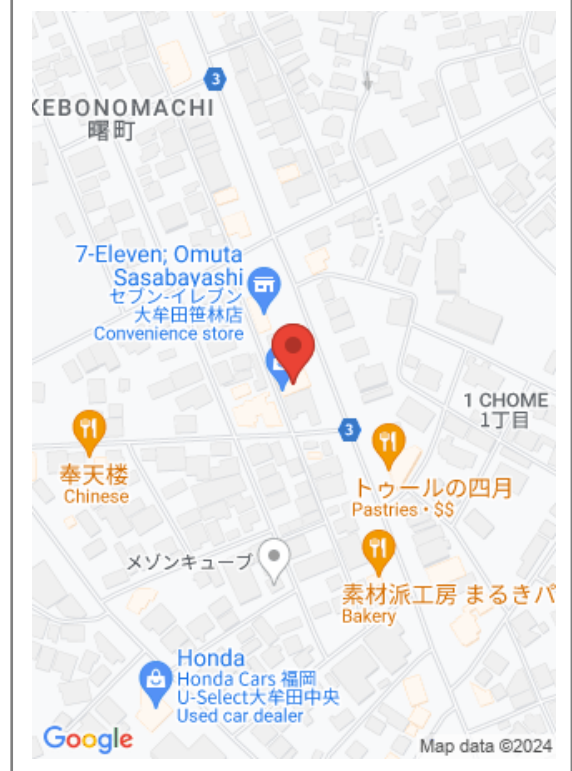 3
KEBONOMACHI
曙町
7-Eleven; Omuta
Sasabayashi
セブン-イレブン
大牟田笹林店
Convenience store
1 CHOME
1丁目
3
奉天楼
Chinese
トゥールの四月
Pastries • $$
メゾンキューブ
素材派工房 まるきパ
Bakery
Honda
Honda Cars 福岡
U-Select大牟田中央
Used car dealer
Google
Map data ©2024